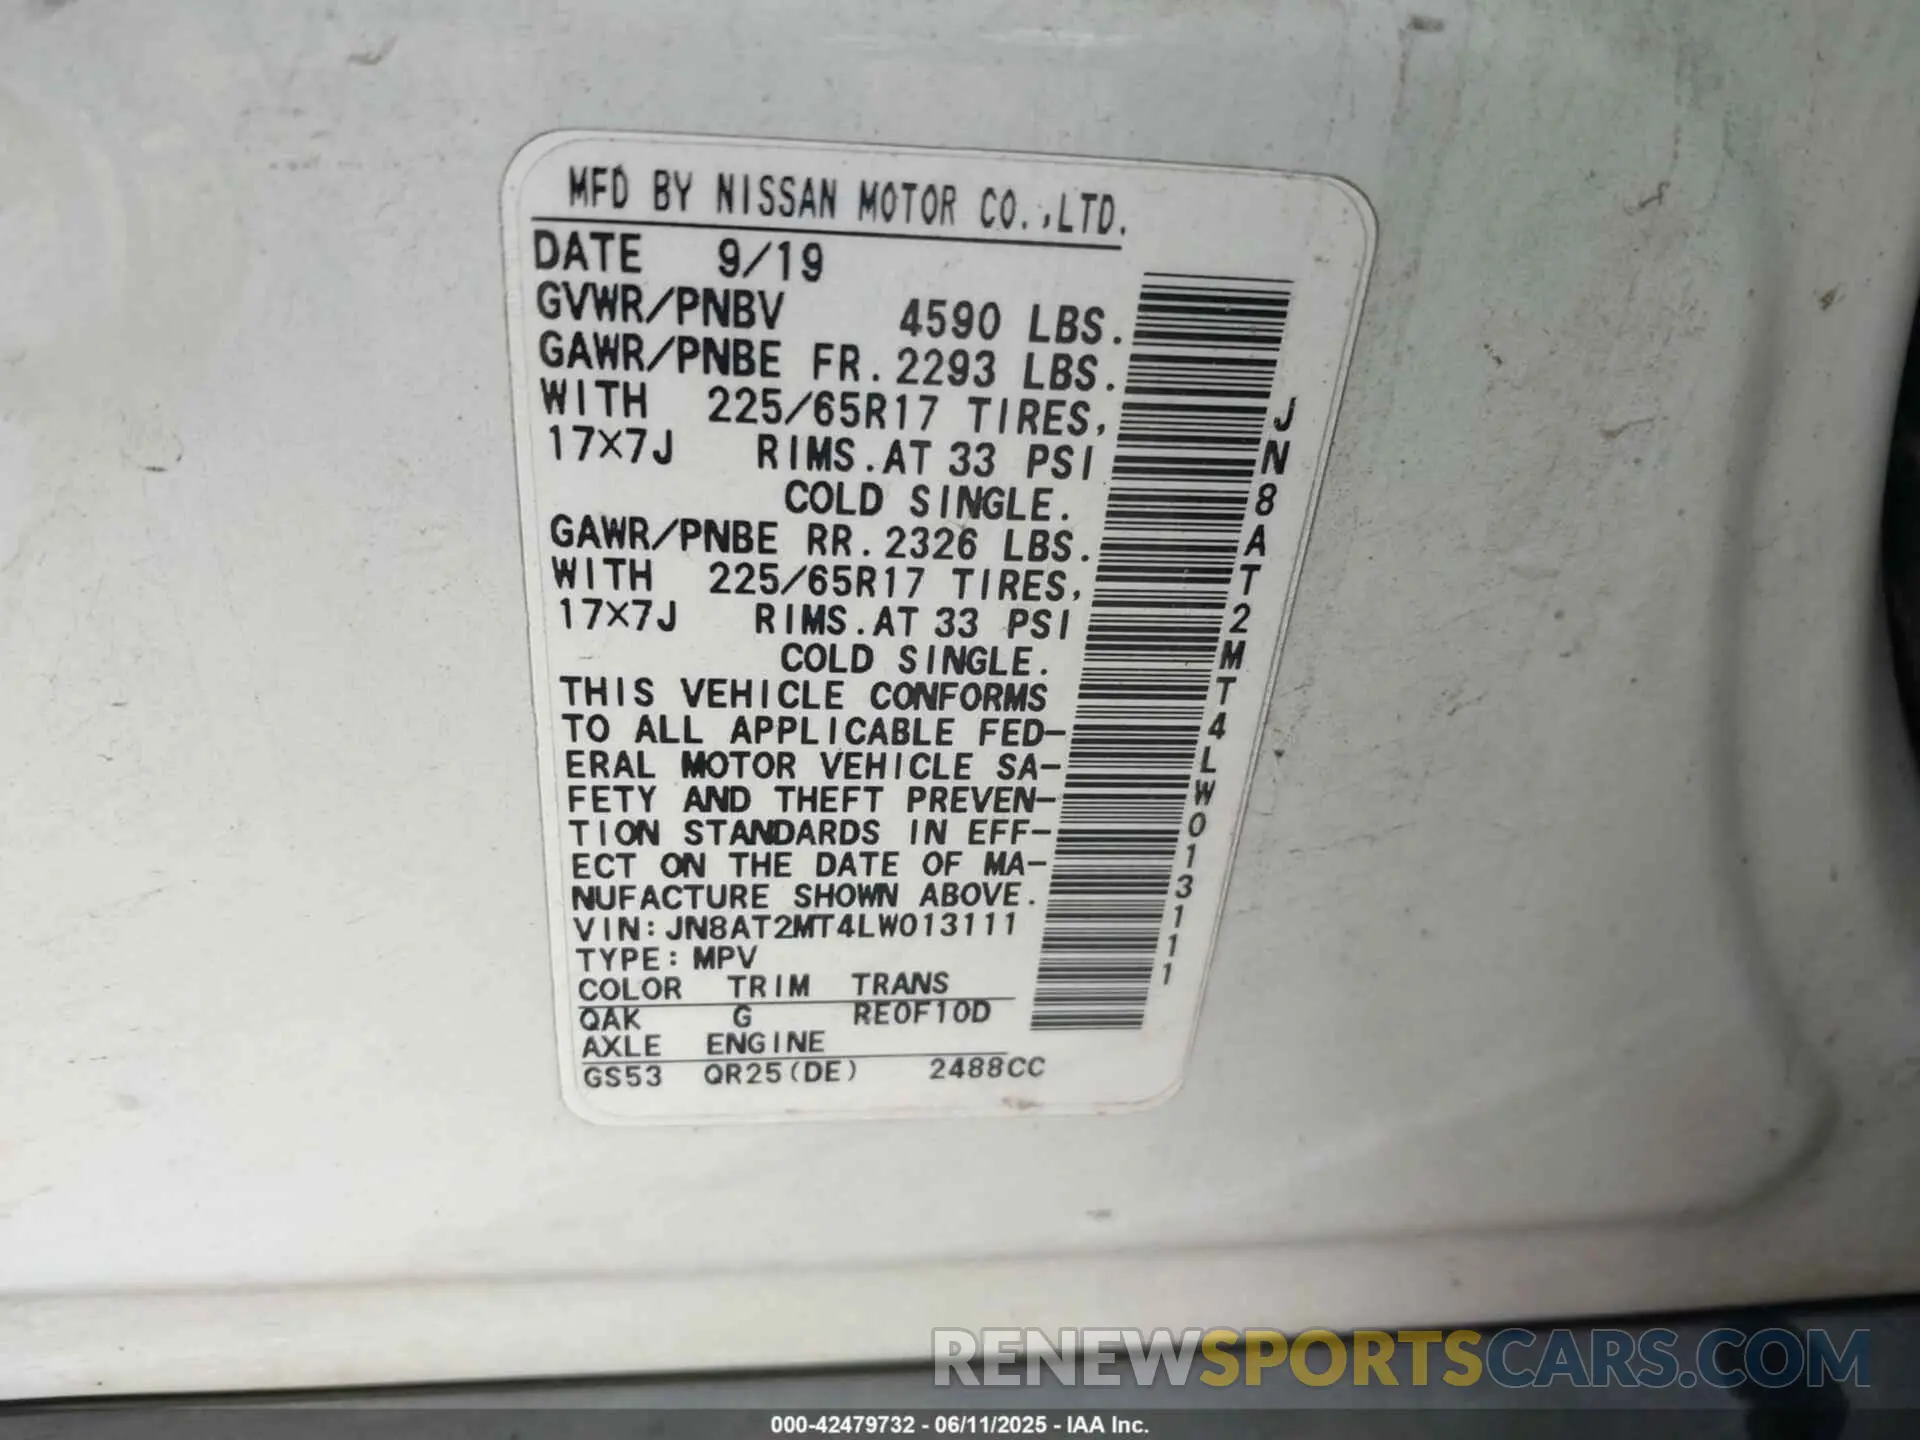 MFD BY NISSAN MOTOR CO.,LTD.
DATE 9/19
GVWR/PNBV 4590 LBS.
GAWR/PNBE FR. 2293 LBS.
WITH 225/65R17 TIRES,
17X7J RIMS. AT 33 PSI
COLD SINGLE.
GAWR/PNBE RR. 2326 LBS.
WITH 225/65R17 TIRES,
17X7J RIMS. AT 33 PSI
COLD SINGLE.
THIS VEHICLE CONFORMS
TO ALL APPLICABLE FED-
ERAL MOTOR VEHICLE SA-
FETY AND THEFT PREVEN-
TION STANDARDS IN EFF-
ECT ON THE DATE OF MA-
NUFACTURE SHOWN ABOVE.
VIN: JN8AT2MT4LW013111
TYPE: MPV
COLOR TRIM TRANS
QAK G RE0F10D
AXLE ENGINE
GS53 QR25(DE) 2488CC
JN8AT2MT4LW013111
RENEWSPORTSCARS.COM
000-42479732 - 06/11/2025 - IAA Inc.